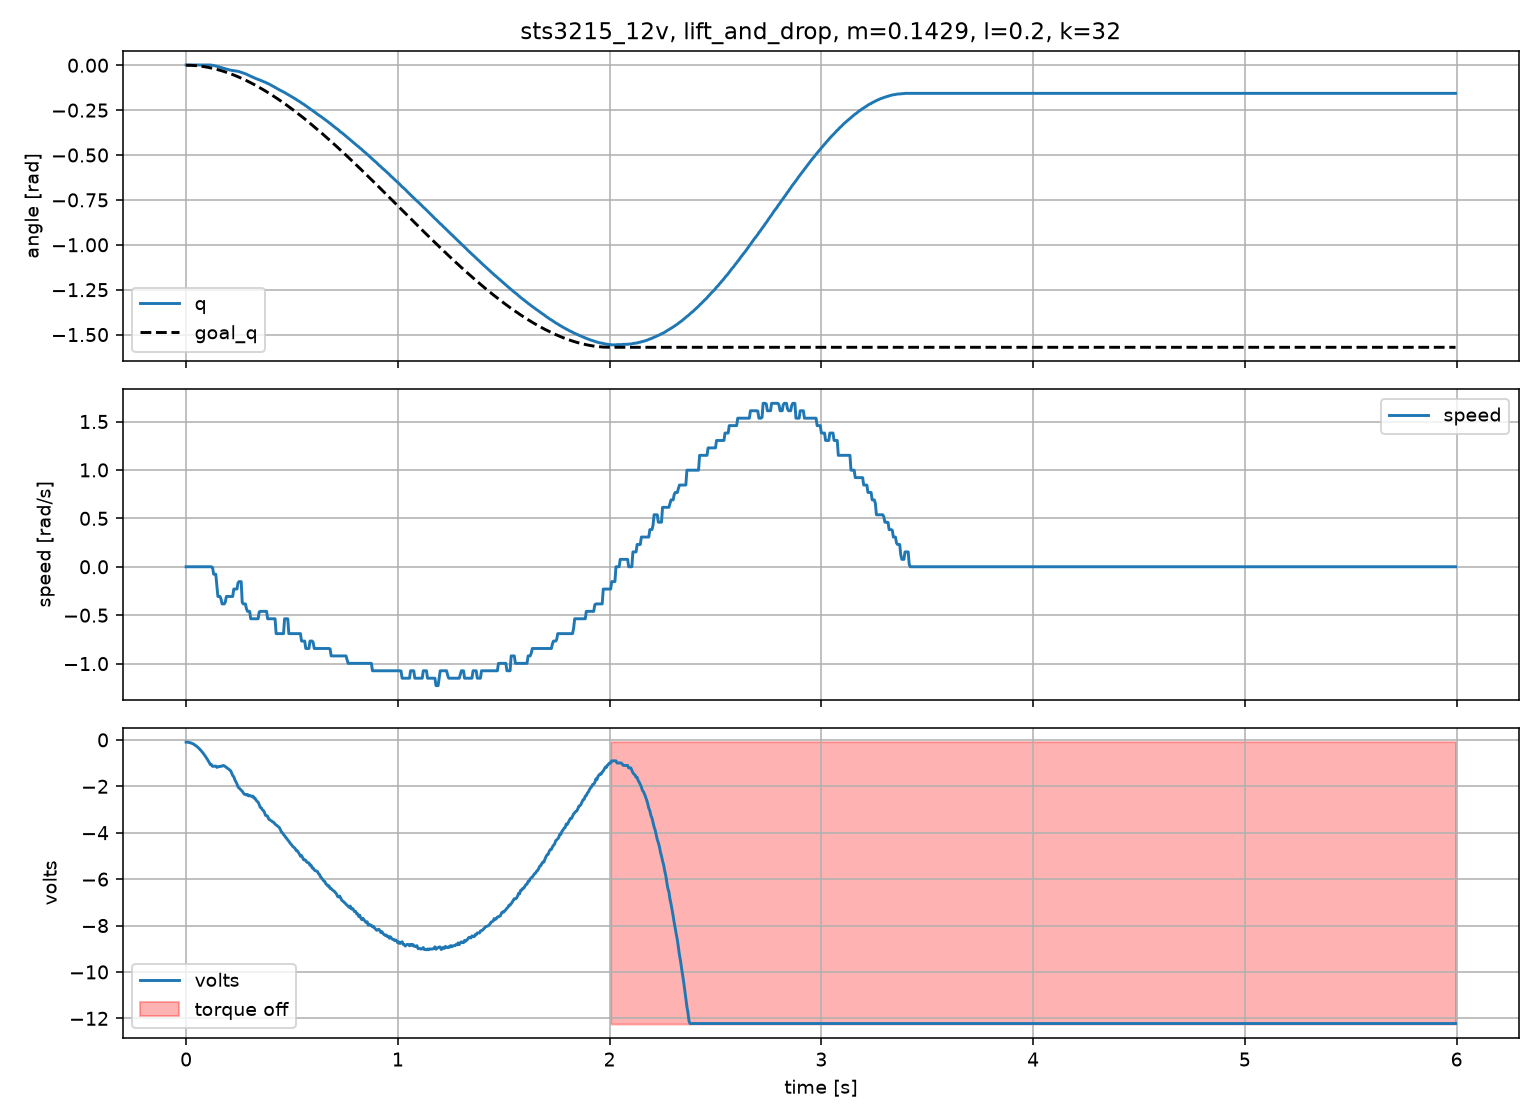 sts3215_12v, lift_and_drop, m=0.1429, l=0.2, k=32
0.00
−0.25
−0.50
−0.75
−1.00
−1.25
−1.50
angle [rad]
q
goal_q
1.5
1.0
0.5
0.0
−0.5
−1.0
speed [rad/s]
speed
0
−2
−4
−6
−8
−10
−12
volts
volts
torque off
0 1 2 3 4 5 6
time [s]